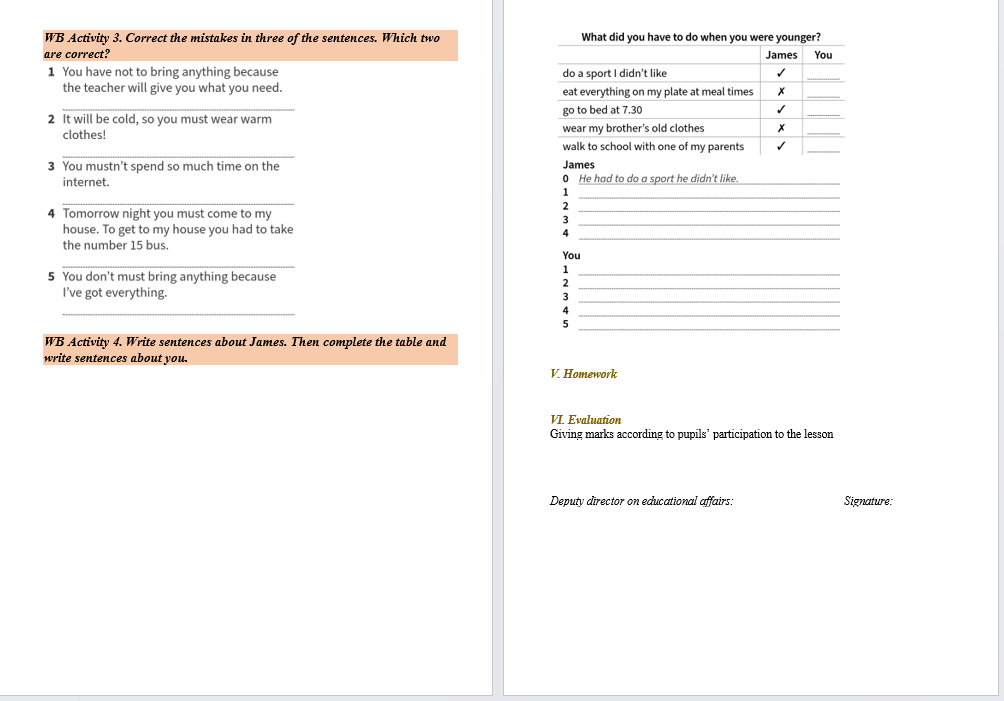 WB Activity 3. Correct the mistakes in three of the sentences. Which two
are correct?
1 You have not to bring anything because
the teacher will give you what you need.
2 It will be cold, so you must wear warm
clothes!
3 You mustn't spend so much time on the
internet.
4 Tomorrow night you must come to my
house. To get to my house you had to take
the number 15 bus.
5 You don't must bring anything because
I've got everything.
WB Activity 4. Write sentences about James. Then complete the table and
write sentences about you.
What did you have to do when you were younger?
James You
do a sport I didn't like ✓
eat everything on my plate at meal times ✗
go to bed at 7.30 ✓
wear my brother's old clothes ✗
walk to school with one of my parents ✓
James
0 He had to do a sport he didn't like.
1
2
3
4
You
1
2
3
4
5
V. Homework
VI. Evaluation
Giving marks according to pupils' participation to the lesson
Deputy director on educational affairs: Signature: